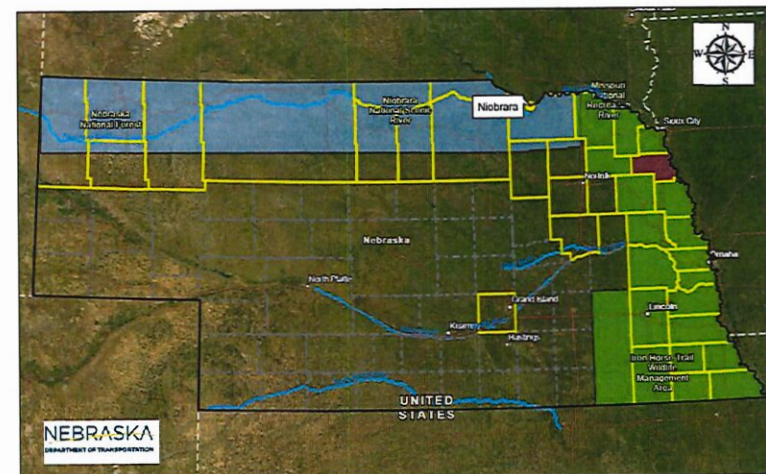 N
W E
S
Missouri
National
Recreational
River
Nebraska
National Forest
Niobrara
National Scenic
River
Niobrara
Sioux City
Norfolk
Nebraska
Omaha
North Platte
Grand Island
Kearney
Lincoln
Hastings
Iron Horse Trail
Wildlife
Management
Area
UNITED
STATES
NEBRASKA
DEPARTMENT OF TRANSPORTATION